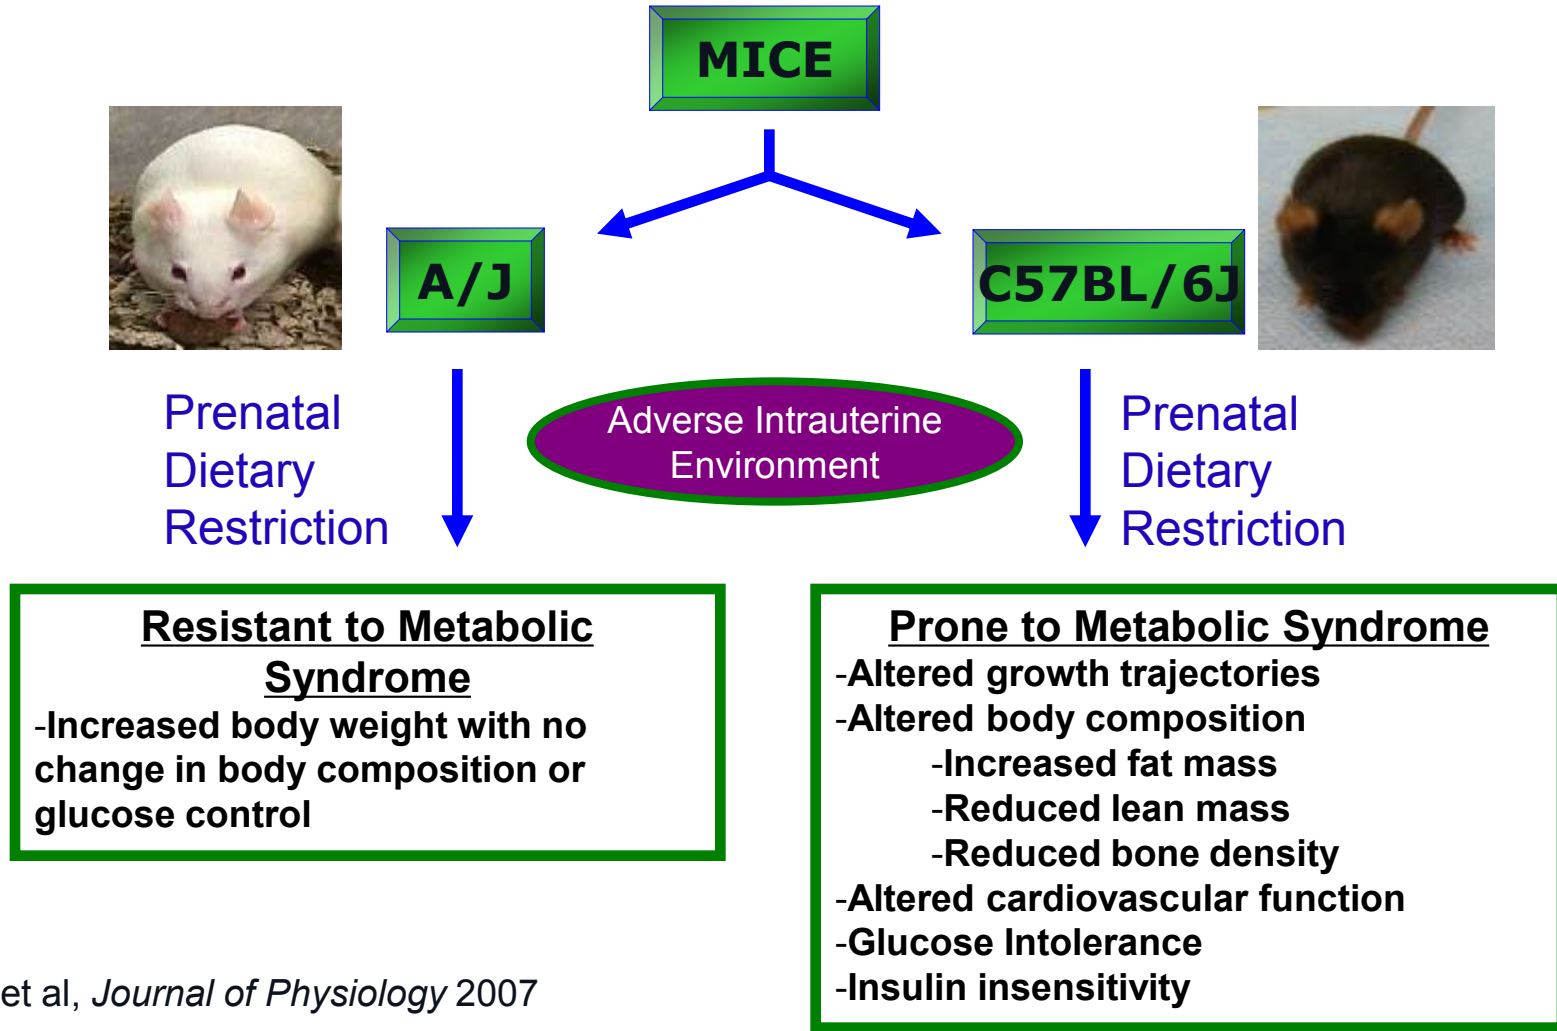 MICE
A/J
C57BL/6J
Prenatal
Dietary
Restriction
Adverse Intrauterine
Environment
Prenatal
Dietary
Restriction
Resistant to Metabolic
Syndrome
-Increased body weight with no
change in body composition or
glucose control
Prone to Metabolic Syndrome
-Altered growth trajectories
-Altered body composition
-Increased fat mass
-Reduced lean mass
-Reduced bone density
-Altered cardiovascular function
-Glucose Intolerance
-Insulin insensitivity
et al, Journal of Physiology 2007